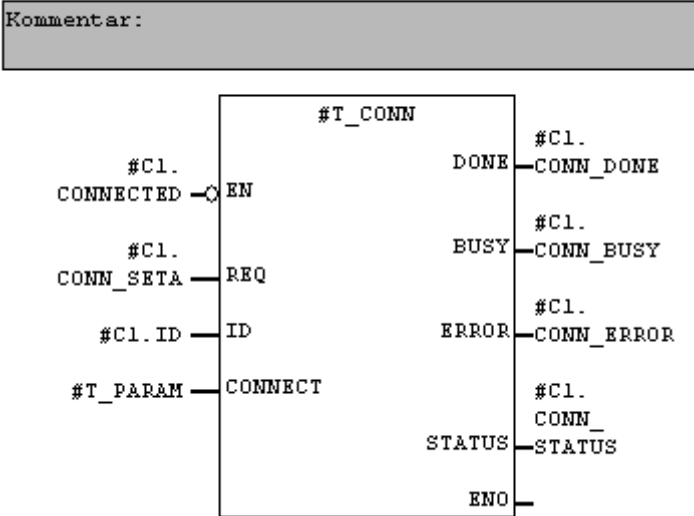 Kommentar:
#T_CONN
#C1.
CONNECTED
EN
#C1.
CONN_SETA
REQ
#C1.ID
ID
#T_PARAM
CONNECT
DONE
#C1.
CONN_DONE
BUSY
#C1.
CONN_BUSY
ERROR
#C1.
CONN_ERROR
STATUS
#C1.
CONN_
STATUS
ENO